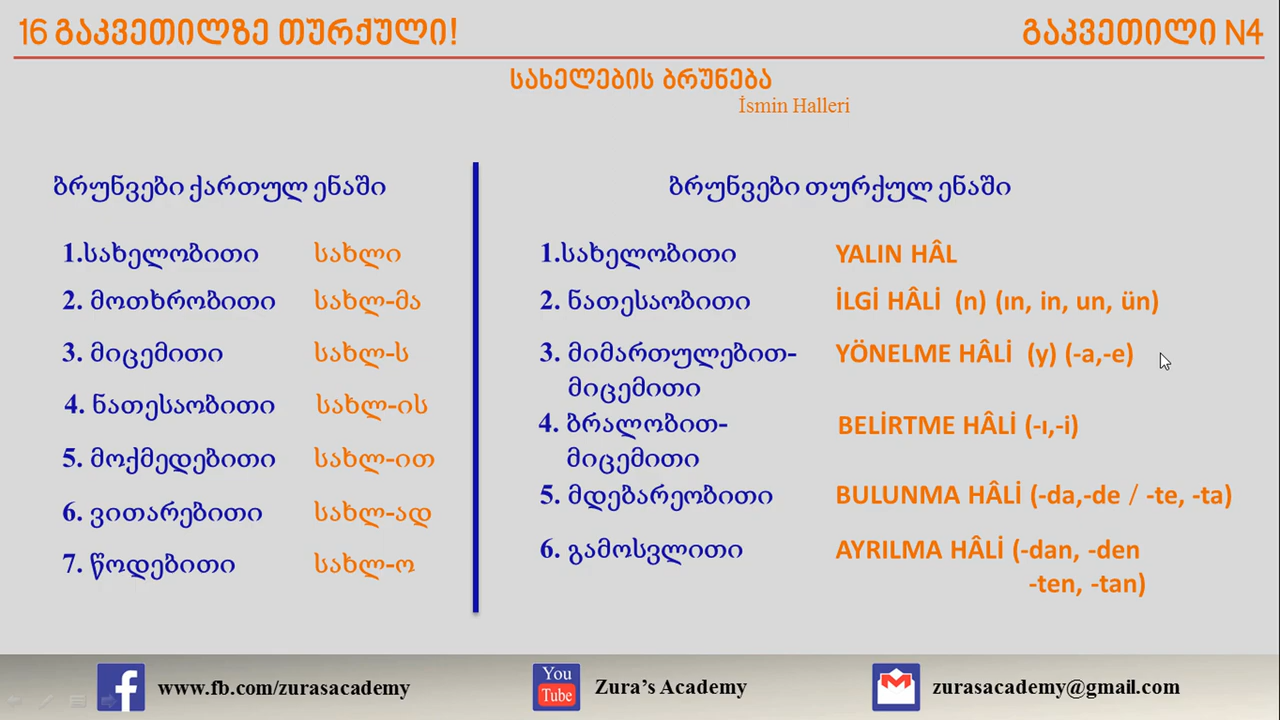 16 გაკვეთილზე თურქული!
გაკვეთილი N4
სახელების ბრუნება
İsmin Halleri
ბრუნვები ქართულ ენაში
1.სახელობითი სახლი
2. მოთხრობითი სახლ-მა
3. მიცემითი სახლ-ს
4. ნათესაობითი სახლ-ის
5. მოქმედებითი სახლ-ით
6. ვითარებითი სახლ-ად
7. წოდებითი სახლ-ო
ბრუნვები თურქულ ენაში
1.სახელობითი YALIN HÂL
2. ნათესაობითი İLGİ HÂLİ (n) (ın, in, un, ün)
3. მიმართულებით- YÖNELME HÂLİ (y) (-a,-e)
მიცემითი
4. ბრალობით- BELİRTME HÂLİ (-ı,-i)
მიცემითი
5. მდებარეობითი BULUNMA HÂLİ (-da,-de / -te, -ta)
6. გამოსვლითი AYRILMA HÂLİ (-dan, -den
-ten, -tan)
f www.fb.com/zurasacademy
You
Tube
Zura's Academy
zurasacademy@gmail.com